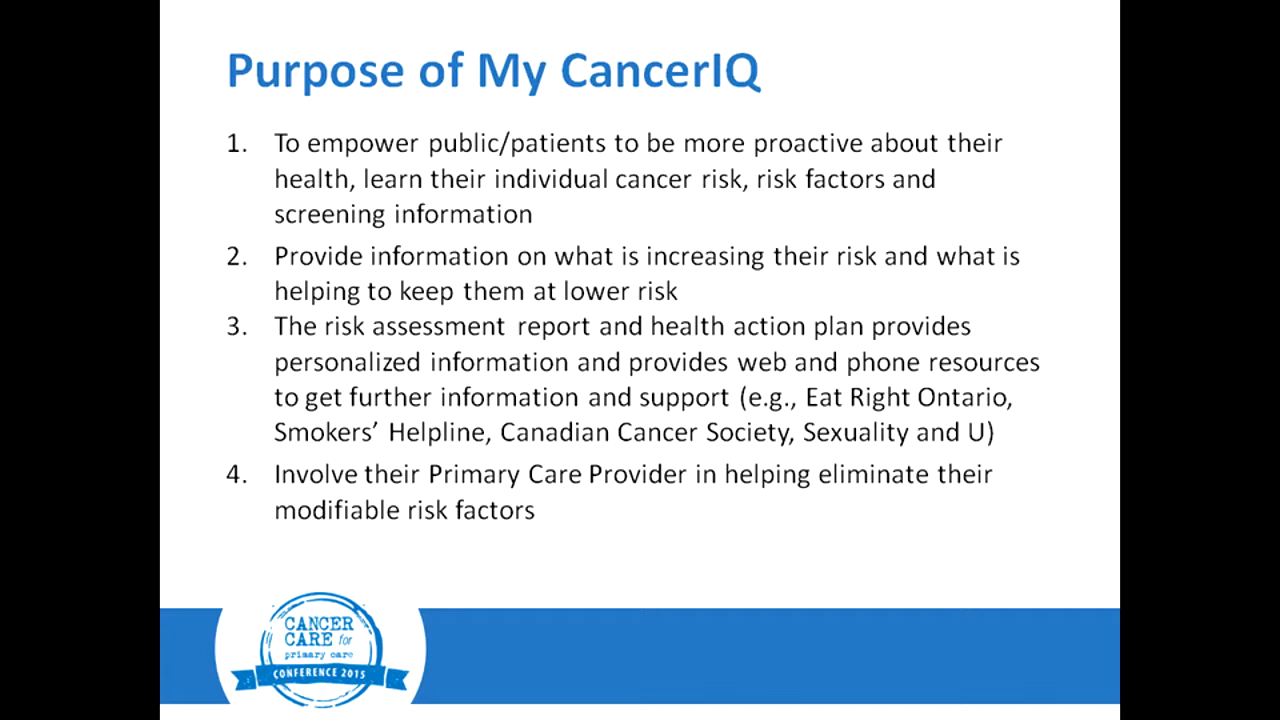 Purpose of My CancerIQ
1. To empower public/patients to be more proactive about their
health, learn their individual cancer risk, risk factors and
screening information
2. Provide information on what is increasing their risk and what is
helping to keep them at lower risk
3. The risk assessment report and health action plan provides
personalized information and provides web and phone resources
to get further information and support (e.g., Eat Right Ontario,
Smokers’ Helpline, Canadian Cancer Society, Sexuality and U)
4. Involve their Primary Care Provider in helping eliminate their
modifiable risk factors
CANCER
CARE for
primary care
CONFERENCE 2015